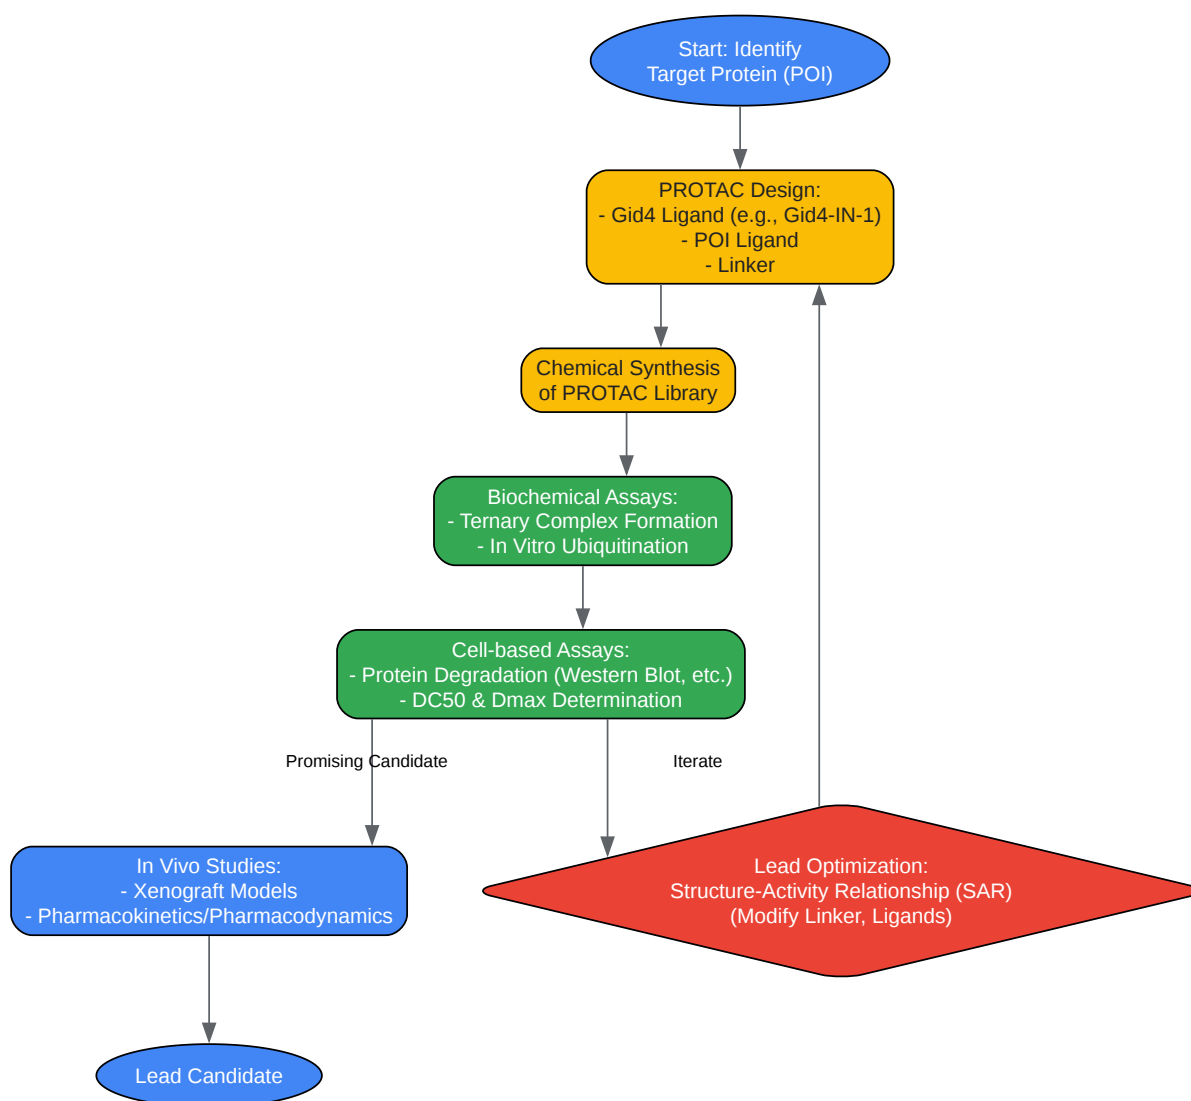 Start: Identify
Target Protein (POI)
PROTAC Design:
- Gid4 Ligand (e.g., Gid4-IN-1)
- POI Ligand
- Linker
Chemical Synthesis
of PROTAC Library
Biochemical Assays:
- Ternary Complex Formation
- In Vitro Ubiquitination
Cell-based Assays:
- Protein Degradation (Western Blot, etc.)
- DC50 & Dmax Determination
Promising Candidate
Iterate
In Vivo Studies:
- Xenograft Models
- Pharmacokinetics/Pharmacodynamics
Lead Optimization:
Structure-Activity Relationship (SAR)
(Modify Linker, Ligands)
Lead Candidate